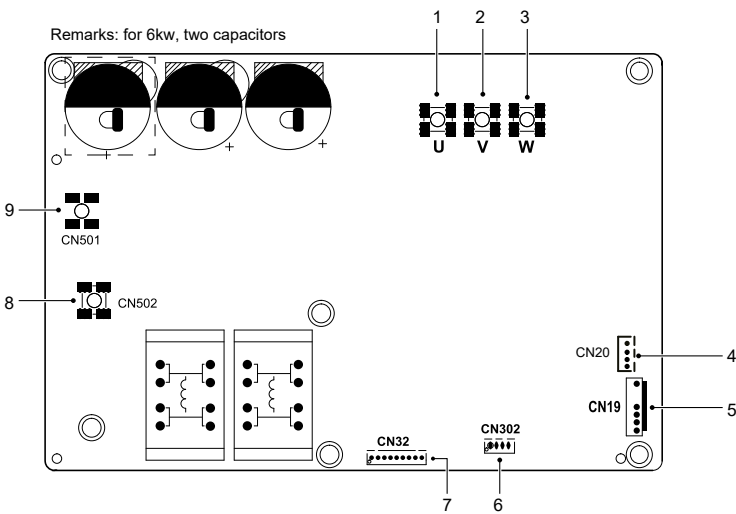 1 2 3
Remarks: for 6kw, two capacitors
+ + +
U V W
9
CN501
8 CN502
CN20 4
CN19 5
CN302
CN32
7 6